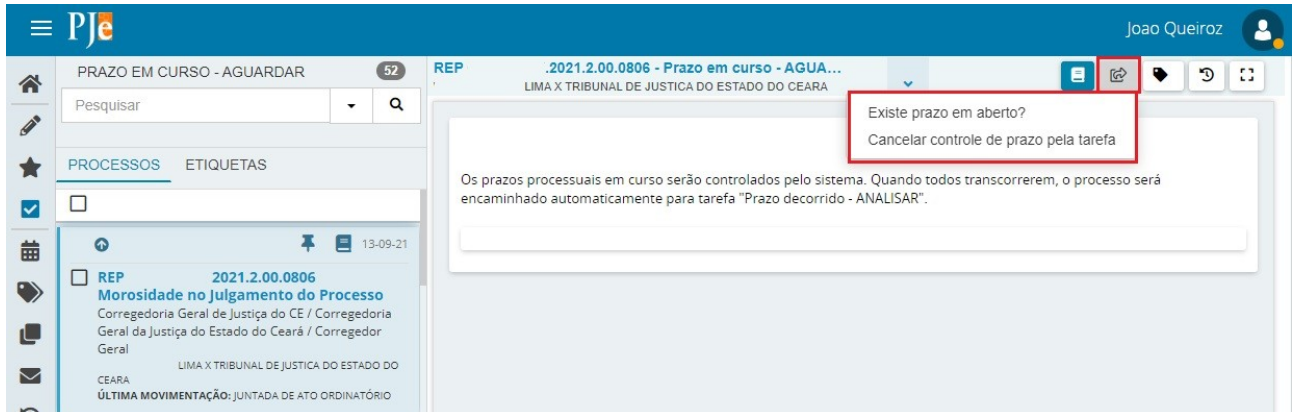 PJe
Joao Queiroz
PRAZO EM CURSO - AGUARDAR 52
Pesquisar
PROCESSOS ETIQUETAS
13-09-21
REP 2021.2.00.0806
Morosidade no Julgamento do Processo
Corregedoria Geral de Justiça do CE / Corregedoria
Geral da Justiça do Estado do Ceará / Corregedor
Geral
LIMA X TRIBUNAL DE JUSTICA DO ESTADO DO
CEARA
ÚLTIMA MOVIMENTAÇÃO: JUNTADA DE ATO ORDINATÓRIO
REP .2021.2.00.0806 - Prazo em curso - AGUA...
LIMA X TRIBUNAL DE JUSTICA DO ESTADO DO CEARA
Existe prazo em aberto?
Cancelar controle de prazo pela tarefa
Os prazos processuais em curso serão controlados pelo sistema. Quando todos transcorrerem, o processo será
encaminhado automaticamente para tarefa "Prazo decorrido - ANALISAR".